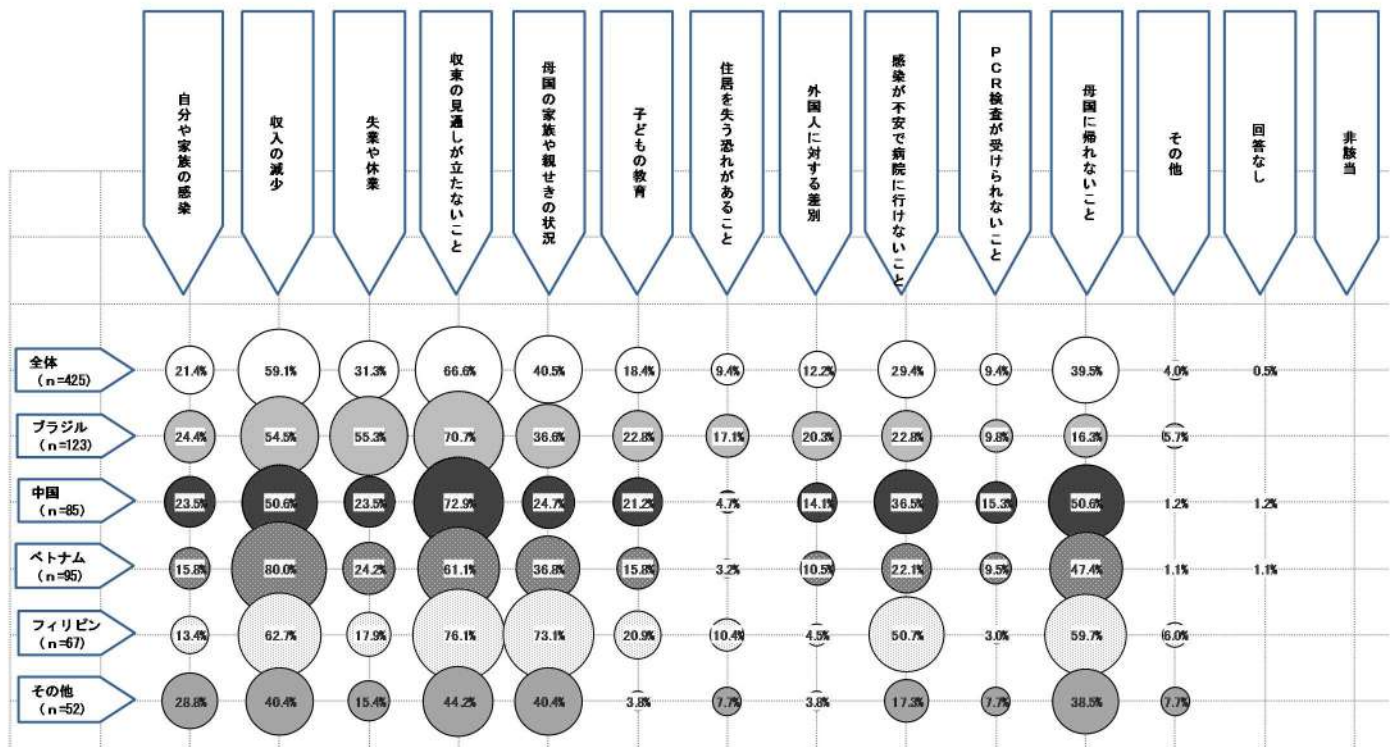 自分や家族の感染
収入の減少
失業や休業
収束の見通しが立たないこと
母国の家族や親せきの状況
子どもの教育
住居を失う恐れがあること
外国人に対する差別
感染が不安で病院に行けないこと
PCR検査が受けられないこと
母国に帰れないこと
その他
回答なし
非該当
全体
(n=425)
21.4% 59.1% 31.3% 66.6% 40.5% 18.4% 9.4% 12.2% 29.4% 9.4% 39.5% 4.0% 0.5%
ブラジル
(n=123)
24.4% 54.5% 55.3% 70.7% 36.6% 22.8% 17.1% 20.3% 22.8% 9.8% 16.3% 5.7%
中国
(n=85)
23.5% 50.6% 23.5% 72.9% 24.7% 21.2% 4.7% 14.1% 36.5% 15.3% 50.6% 1.2% 1.2%
ベトナム
(n=95)
15.8% 80.0% 24.2% 61.1% 36.8% 15.8% 3.2% 10.5% 22.1% 9.5% 47.4% 1.1% 1.1%
フィリピン
(n=67)
13.4% 62.7% 17.9% 76.1% 73.1% 20.9% 10.4% 4.5% 50.7% 3.0% 59.7% 6.0%
その他
(n=52)
28.8% 40.4% 15.4% 44.2% 40.4% 3.8% 7.7% 3.8% 17.3% 7.7% 38.5% 7.7%